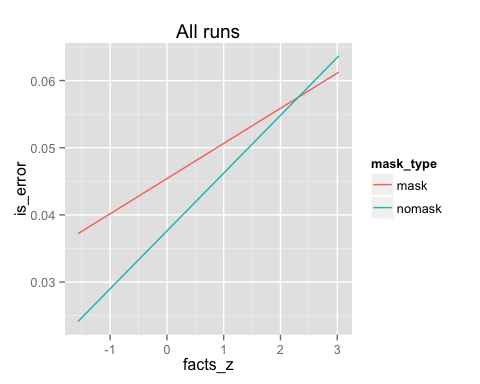 All runs
is_error
0.06
0.05
0.04
0.03
-1
0
1
2
3
facts_z
mask_type
mask
nomask